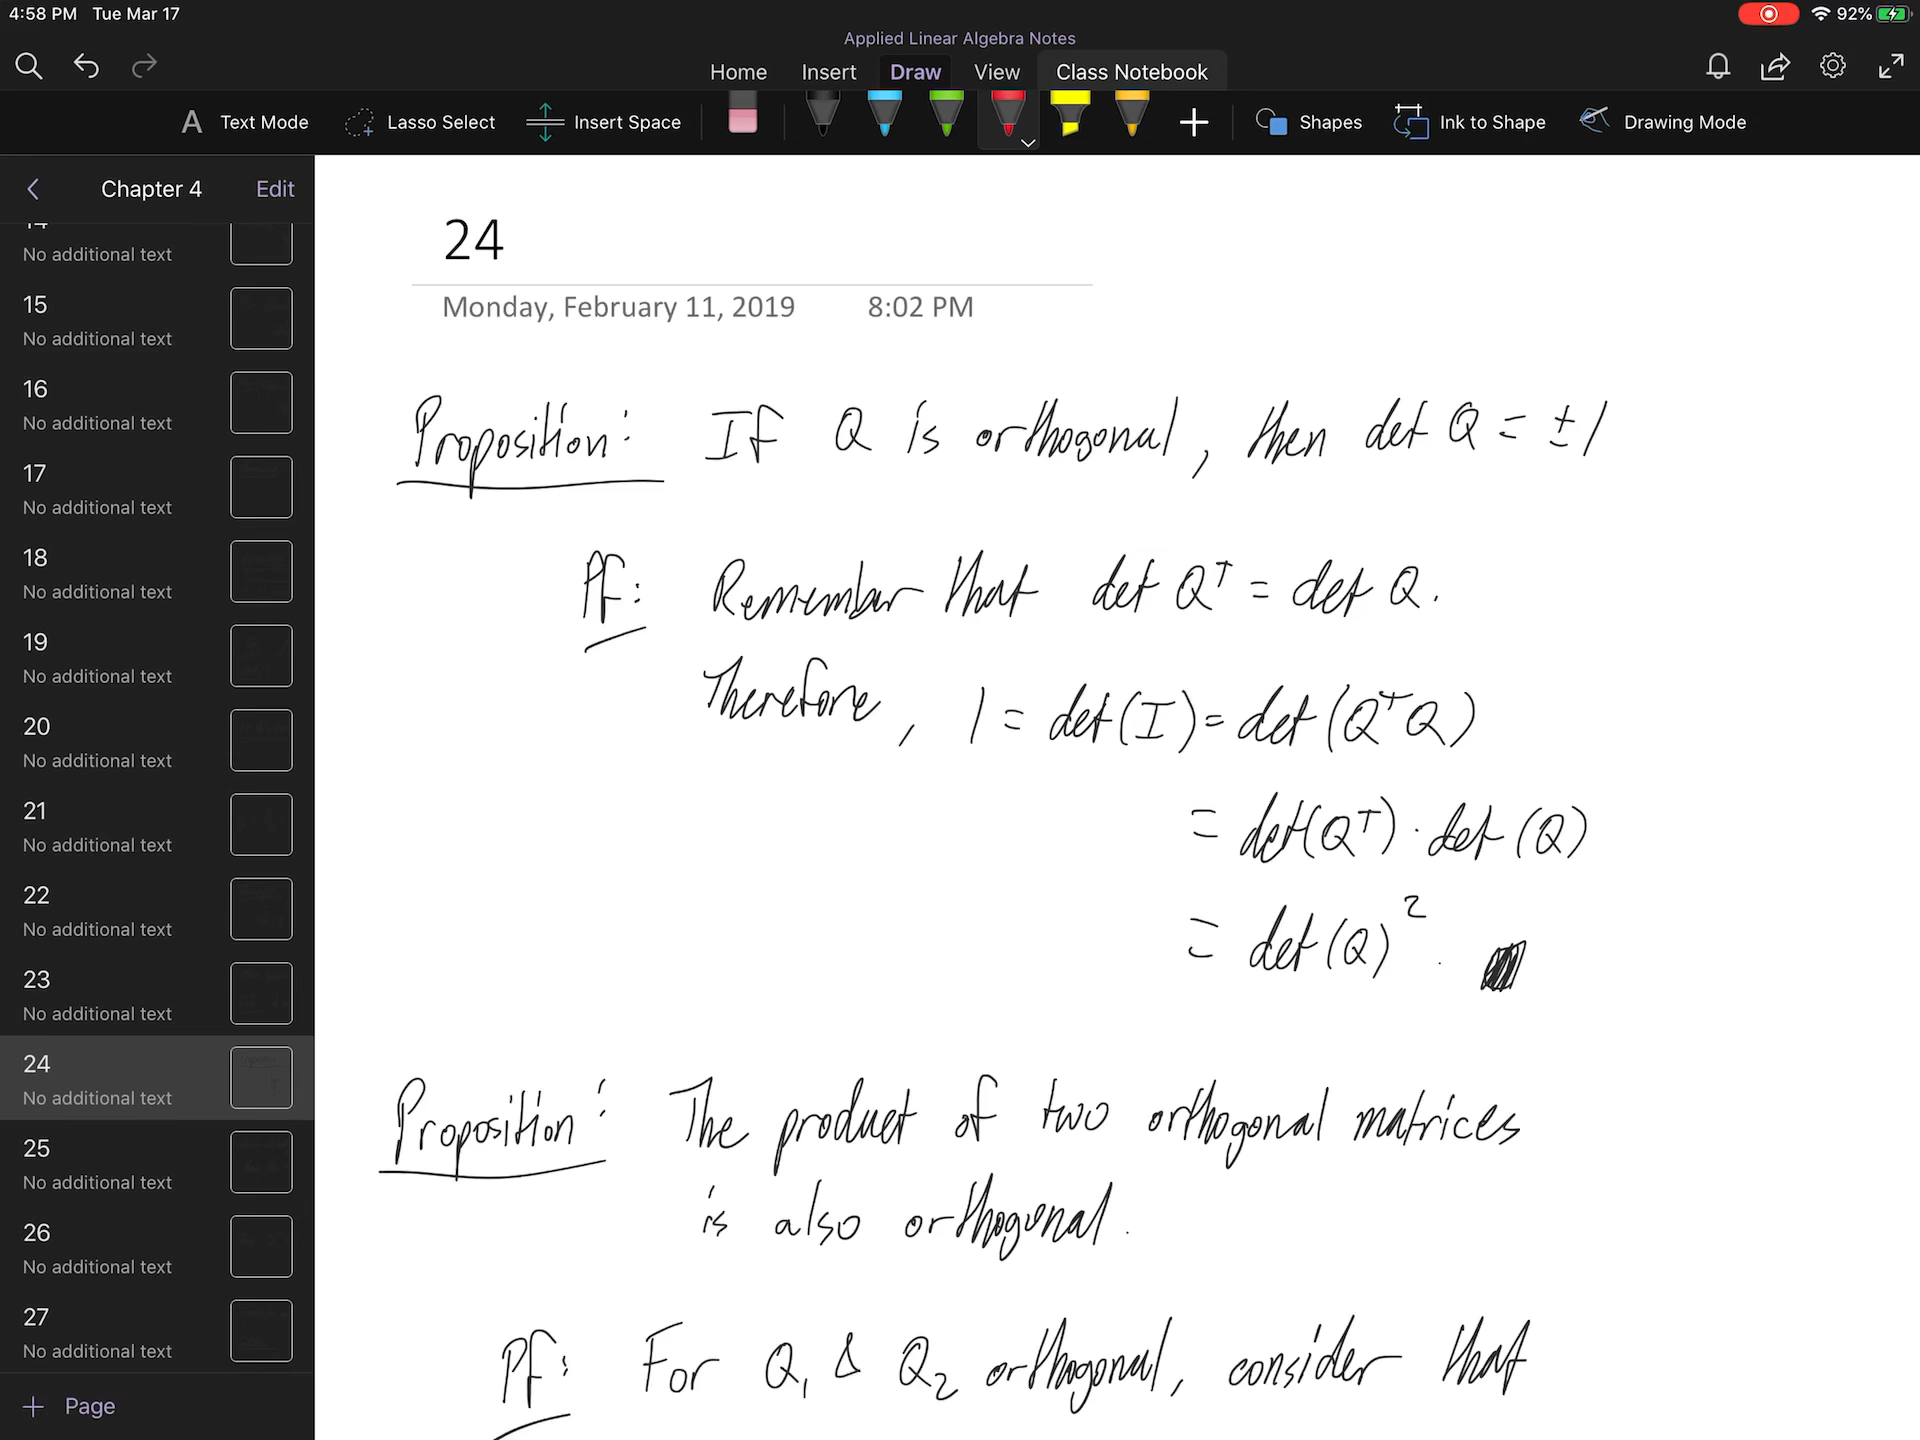 4:58 PM Tue Mar 17
92%
Applied Linear Algebra Notes
Home Insert Draw View Class Notebook
A Text Mode Lasso Select Insert Space Shapes Ink to Shape Drawing Mode
Chapter 4 Edit
14
No additional text
15
No additional text
16
No additional text
17
No additional text
18
No additional text
19
No additional text
20
No additional text
21
No additional text
22
No additional text
23
No additional text
24
No additional text
25
No additional text
26
No additional text
27
No additional text
+ Page
24
Monday, February 11, 2019 8:02 PM
Proposition: If Q is orthogonal, then det Q = ±1
Pf: Remember that det Qᵀ = det Q.
Therefore, 1 = det(I) = det(QᵀQ)
= det(Qᵀ) · det(Q)
= det(Q)².
Proposition: The product of two orthogonal matrices
is also orthogonal.
Pf: For Q₁ & Q₂ orthogonal, consider that